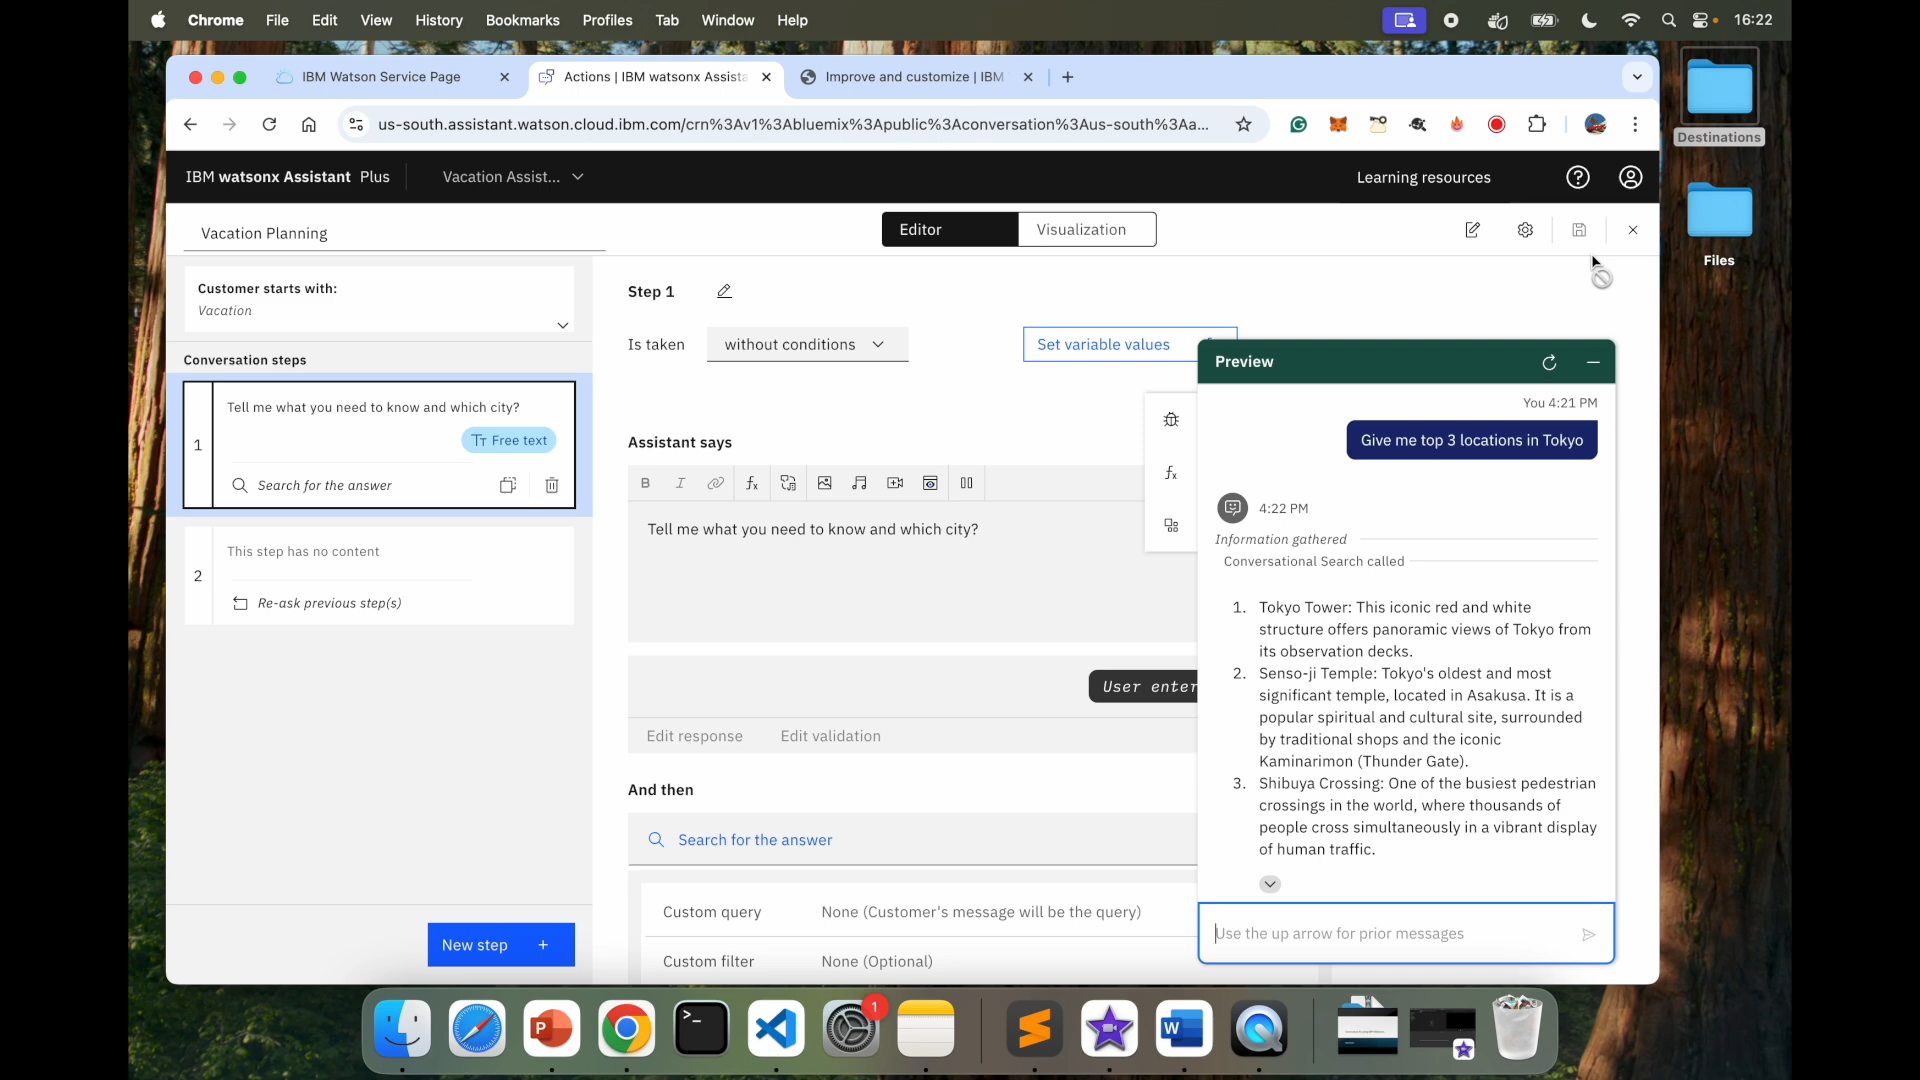 Chrome File Edit View History Bookmarks Profiles Tab Window Help 16:22
IBM Watson Service Page
Actions | IBM watsonx Assista
Improve and customize | IBM
us-south.assistant.watson.cloud.ibm.com/crn%3Av1%3Abluemix%3Apublic%3Aconversation%3Aus-south%3Aa...
Destinations
IBM watsonx Assistant Plus
Vacation Assist...
Learning resources
Vacation Planning
Editor
Visualization
Files
Customer starts with:
Vacation
Conversation steps
1
Tell me what you need to know and which city?
Free text
Search for the answer
2
This step has no content
Re-ask previous step(s)
New step +
Step 1
Is taken
without conditions
Set variable values
Assistant says
B I
Tell me what you need to know and which city?
User enter
Edit response
Edit validation
And then
Search for the answer
Custom query
None (Customer's message will be the query)
Custom filter
None (Optional)
Preview
You 4:21 PM
Give me top 3 locations in Tokyo
4:22 PM
Information gathered
Conversational Search called
1. Tokyo Tower: This iconic red and white
structure offers panoramic views of Tokyo from
its observation decks.
2. Senso-ji Temple: Tokyo's oldest and most
significant temple, located in Asakusa. It is a
popular spiritual and cultural site, surrounded
by traditional shops and the iconic
Kaminarimon (Thunder Gate).
3. Shibuya Crossing: One of the busiest pedestrian
crossings in the world, where thousands of
people cross simultaneously in a vibrant display
of human traffic.
Use the up arrow for prior messages
1